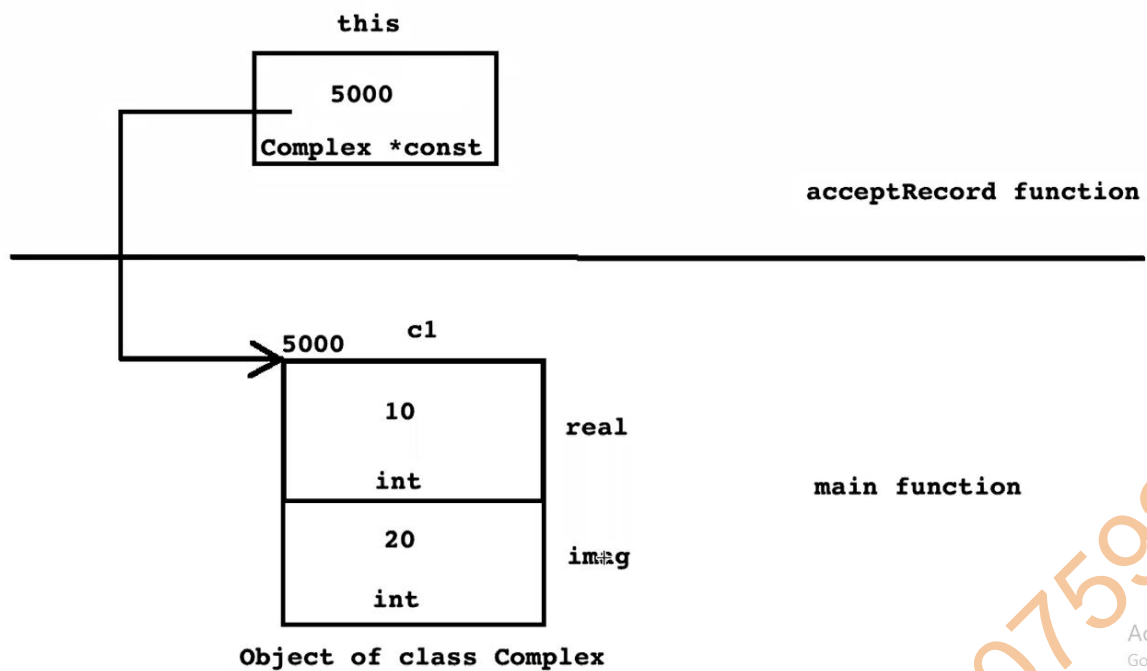 this
5000
Complex *const
acceptRecord function
5000
c1
10
real
int
main function
20
imag
int
Object of class Complex